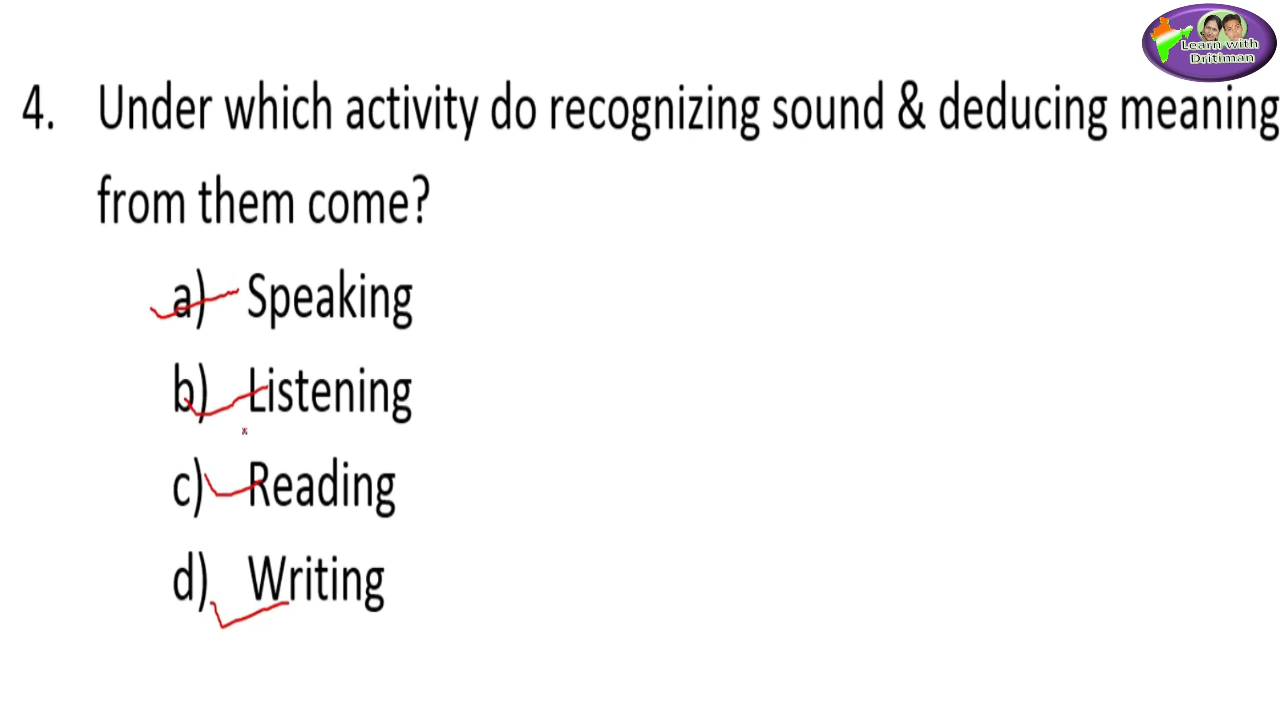 Learn with
Dritiman
4. Under which activity do recognizing sound & deducing meaning
from them come?
a) Speaking
b) Listening
c) Reading
d) Writing